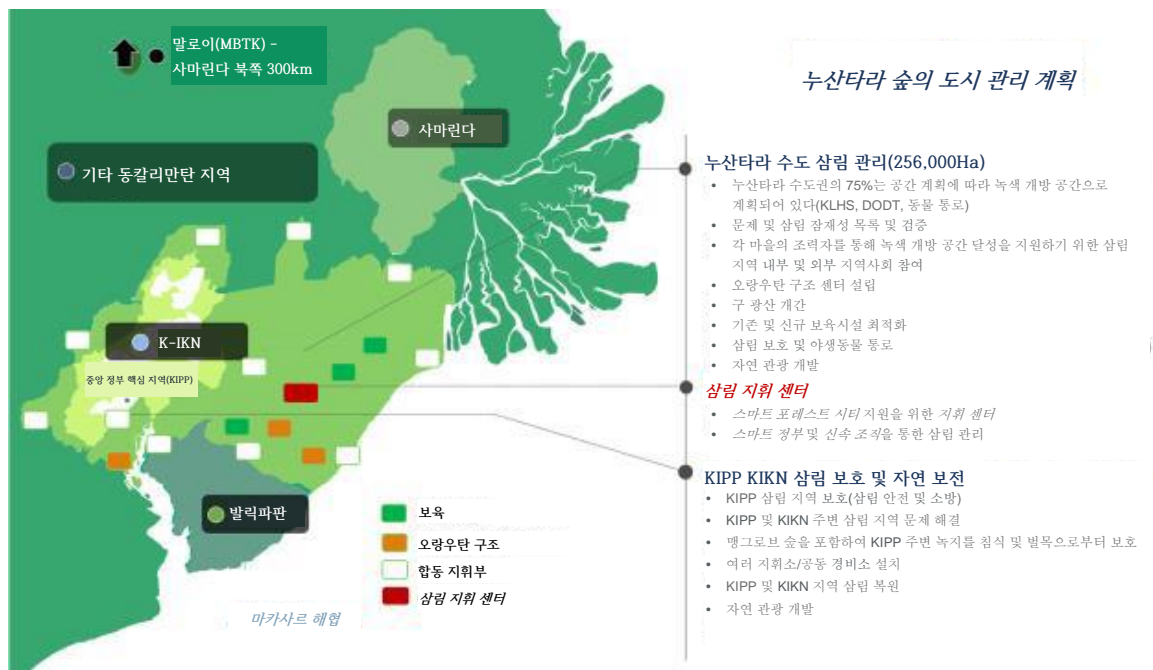 말로이(MBTK) -
사마린다 북쪽 300km
누산타라 숲의 도시 관리 계획
사마린다
기타 동칼리만탄 지역
누산타라 수도 삼림 관리(256,000Ha)
• 누산타라 수도권의 75%는 공간 계획에 따라 녹색 개방 공간으로
계획되어 있다(KLHS, DODT, 동물 통로)
• 문제 및 삼림 잠재성 목록 및 검증
• 각 마을의 조력자를 통해 녹색 개방 공간 달성을 지원하기 위한 삼림
지역 내부 및 외부 지역사회 참여
• 오랑우탄 구조 센터 설립
• 구 광산 개간
• 기존 및 신규 보육시설 최적화
• 삼림 보호 및 야생동물 통로
• 자연 관광 개발
K-IKN
중앙 정부 핵심 지역(KIPP)
삼림 지휘 센터
• 스마트 포레스트 시티 지원을 위한 지휘 센터
• 스마트 정부 및 신속 조직을 통한 삼림 관리
KIPP KIKN 삼림 보호 및 자연 보전
• KIPP 삼림 지역 보호(삼림 안전 및 소방)
• KIPP 및 KIKN 주변 삼림 지역 문제 해결
• 맹그로브 숲을 포함하여 KIPP 주변 녹지를 침식 및 벌목으로부터 보호
• 여러 지휘소/공동 경비소 설치
• KIPP 및 KIKN 지역 삼림 복원
• 자연 관광 개발
발릭파판
보육
오랑우탄 구조
합동 지휘부
삼림 지휘 센터
마카사르 해협